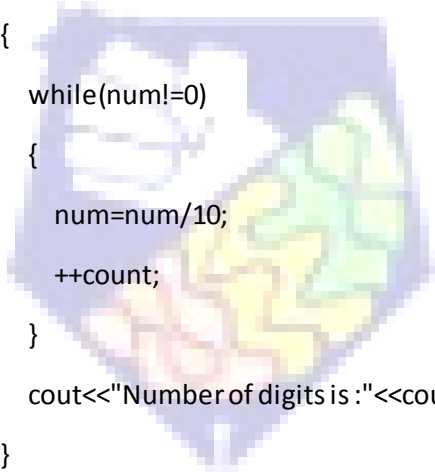 {
while(num!=0)
{
num=num/10;
++count;
}
cout<<"Number of digits is :"<<cou
}